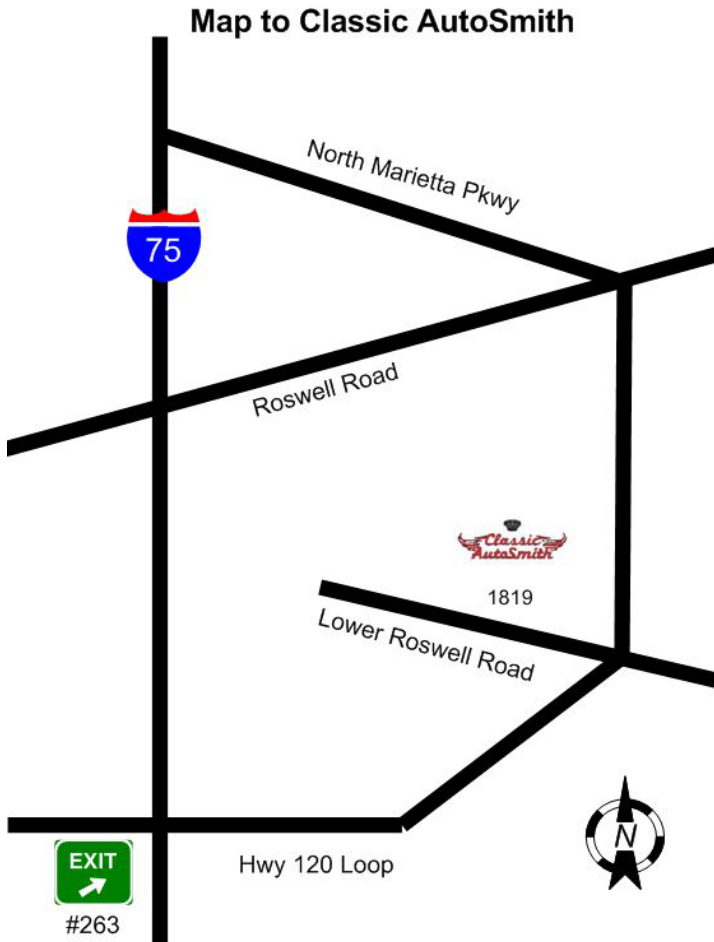 Map to Classic AutoSmith
North Marietta Pkwy
75
Roswell Road
Classic
AutoSmith
1819
Lower Roswell Road
N
EXIT
Hwy 120 Loop
#263